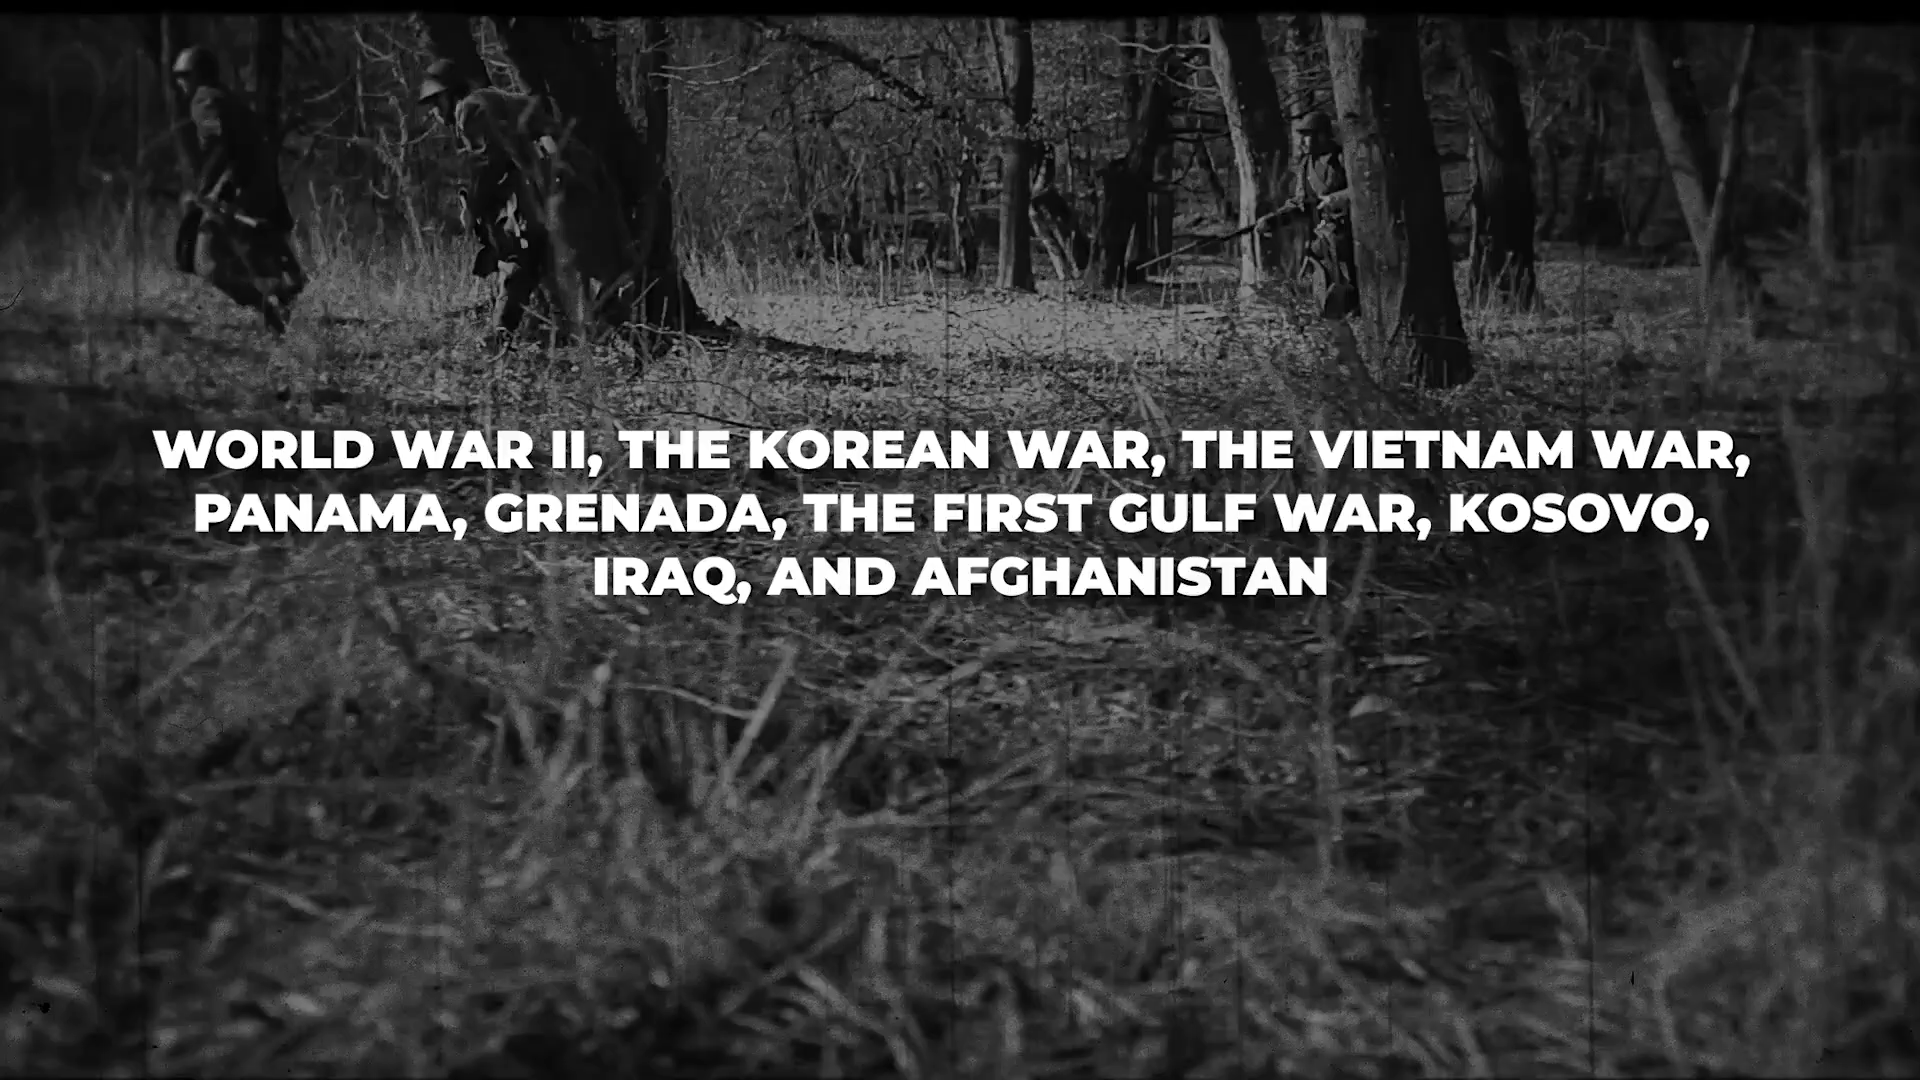 WORLD WAR II, THE KOREAN WAR, THE VIETNAM WAR,
PANAMA, GRENADA, THE FIRST GULF WAR, KOSOVO,
IRAQ, AND AFGHANISTAN